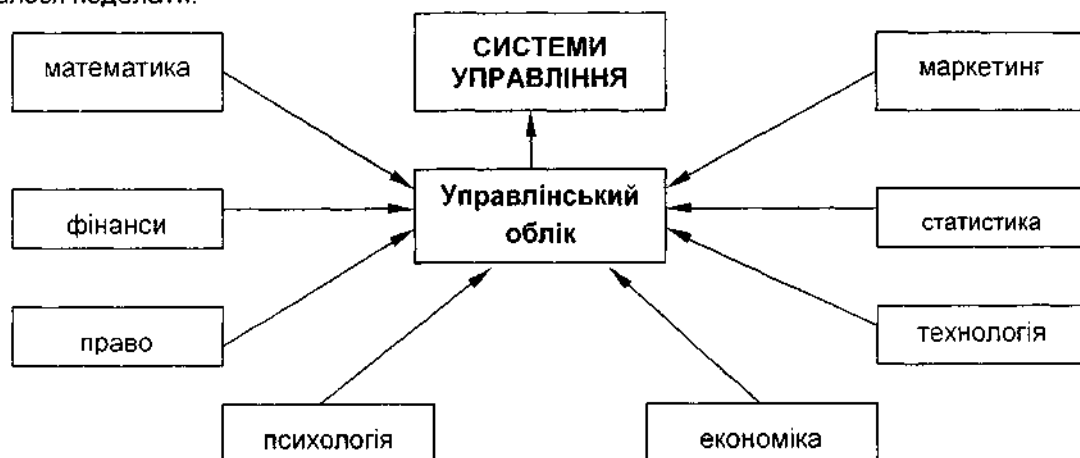 СИСТЕМИ
УПРАВЛІННЯ
математика
маркетинг
Управлінський
облік
фінанси
статистика
право
технологія
психологія
економіка